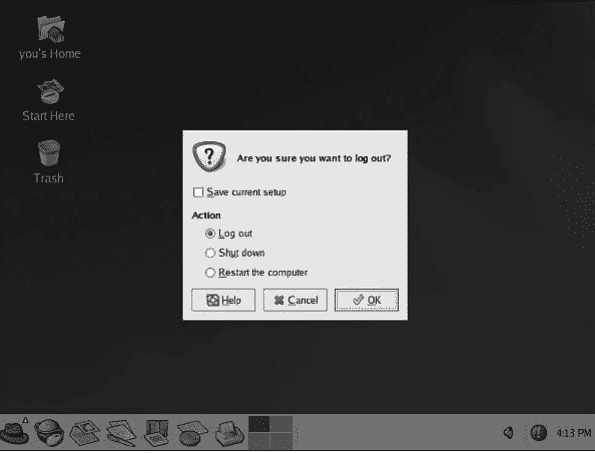 you's Home
Start Here
Trash
Are you sure you want to log out?
Save current setup
Action
Log out
Shut down
Restart the computer
Help
Cancel
OK
4:13 PM